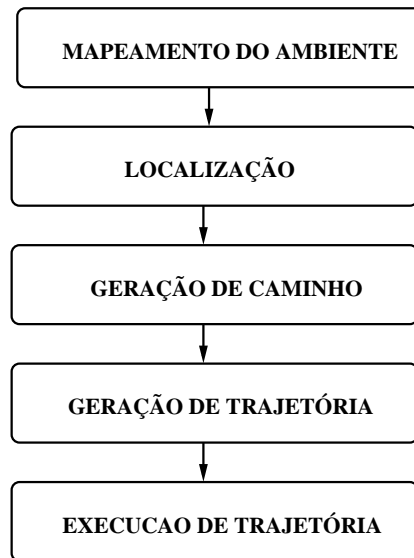 MAPEAMENTO DO AMBIENTE
LOCALIZAÇÃO
GERAÇÃO DE CAMINHO
GERAÇÃO DE TRAJETÓRIA
EXECUCAO DE TRAJETÓRIA